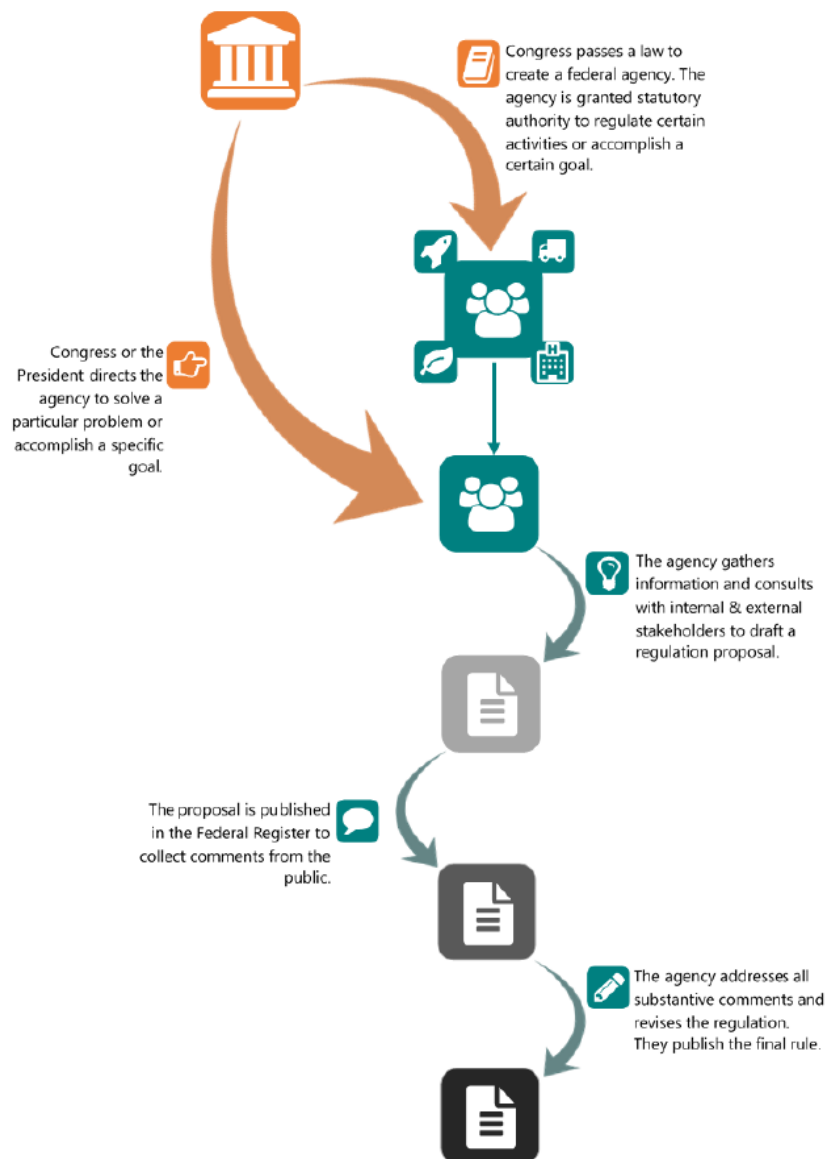 Congress passes a law to
create a federal agency. The
agency is granted statutory
authority to regulate certain
activities or accomplish a
certain goal.
H
Congress or the
President directs the
agency to solve a
particular problem or
accomplish a specific
goal.
The agency gathers
information and consults
with internal & external
stakeholders to draft a
regulation proposal.
The proposal is published
in the Federal Register to
collect comments from the
public.
The agency addresses all
substantive comments and
revises the regulation.
They publish the final rule.